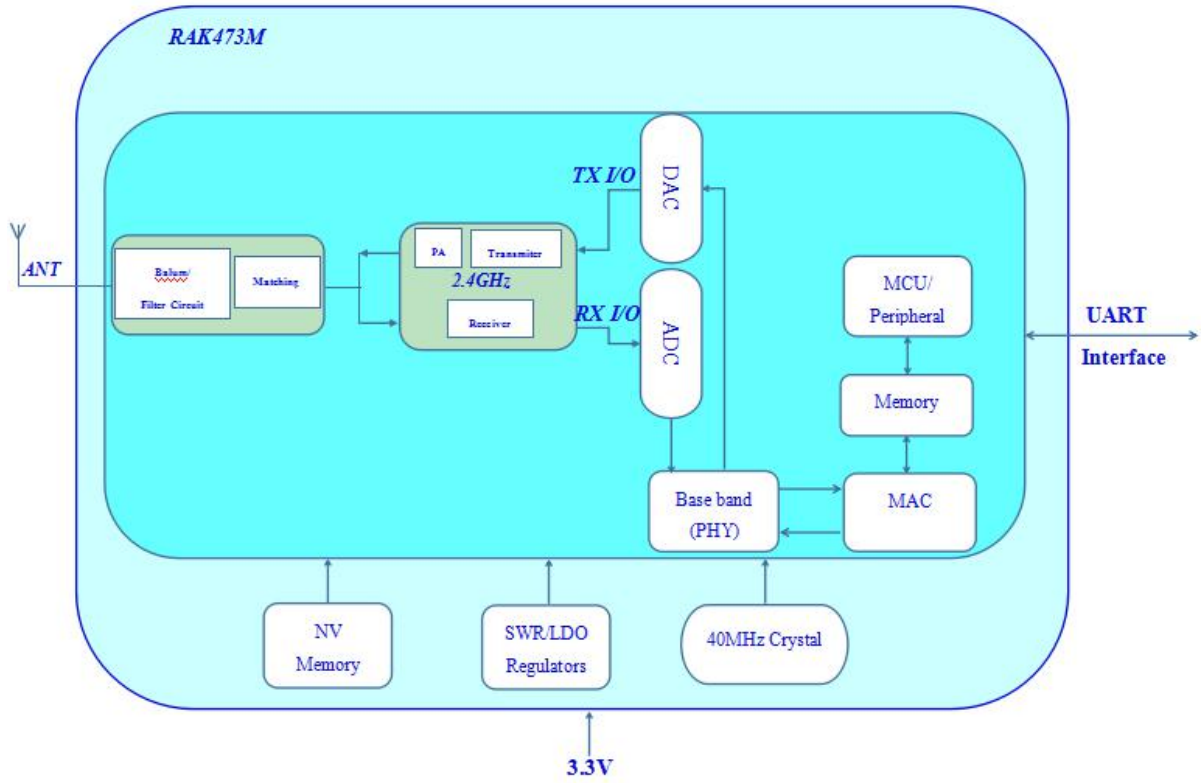 RAK473M
DAC
TX I/O
PA
Transmiter
2.4GHz
Receiver
ANT
Balum/
Filter Circuit
Matching
RX I/O
ADC
MCU/
Peripheral
UART
Interface
Memory
Base band
(PHY)
MAC
NV
Memory
SWR/LDO
Regulators
40MHz Crystal
3.3V